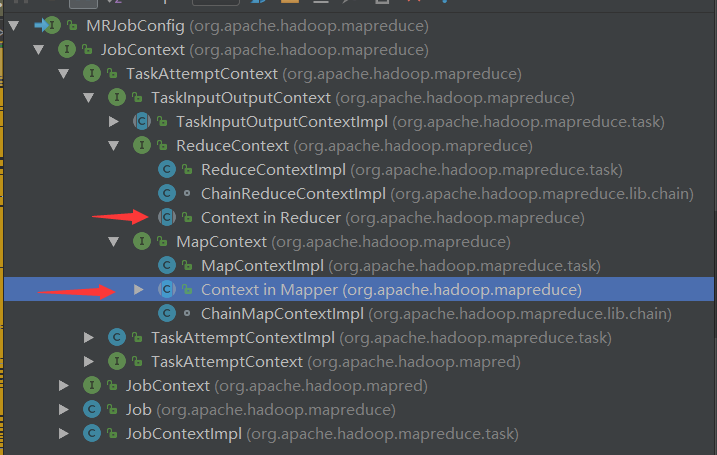 MRJobConfig (org.apache.hadoop.mapreduce)
JobContext (org.apache.hadoop.mapreduce)
TaskAttemptContext (org.apache.hadoop.mapreduce)
TaskInputOutputContext (org.apache.hadoop.mapreduce)
TaskInputOutputContextImpl (org.apache.hadoop.mapreduce.task)
ReduceContext (org.apache.hadoop.mapreduce)
ReduceContextImpl (org.apache.hadoop.mapreduce.task)
ChainReduceContextImpl (org.apache.hadoop.mapreduce.lib.chain)
Context in Reducer (org.apache.hadoop.mapreduce)
MapContext (org.apache.hadoop.mapreduce)
MapContextImpl (org.apache.hadoop.mapreduce.task)
Context in Mapper (org.apache.hadoop.mapreduce)
ChainMapContextImpl (org.apache.hadoop.mapreduce.lib.chain)
TaskAttemptContextImpl (org.apache.hadoop.mapreduce.task)
TaskAttemptContext (org.apache.hadoop.mapred)
JobContext (org.apache.hadoop.mapred)
Job (org.apache.hadoop.mapreduce)
JobContextImpl (org.apache.hadoop.mapreduce.task)